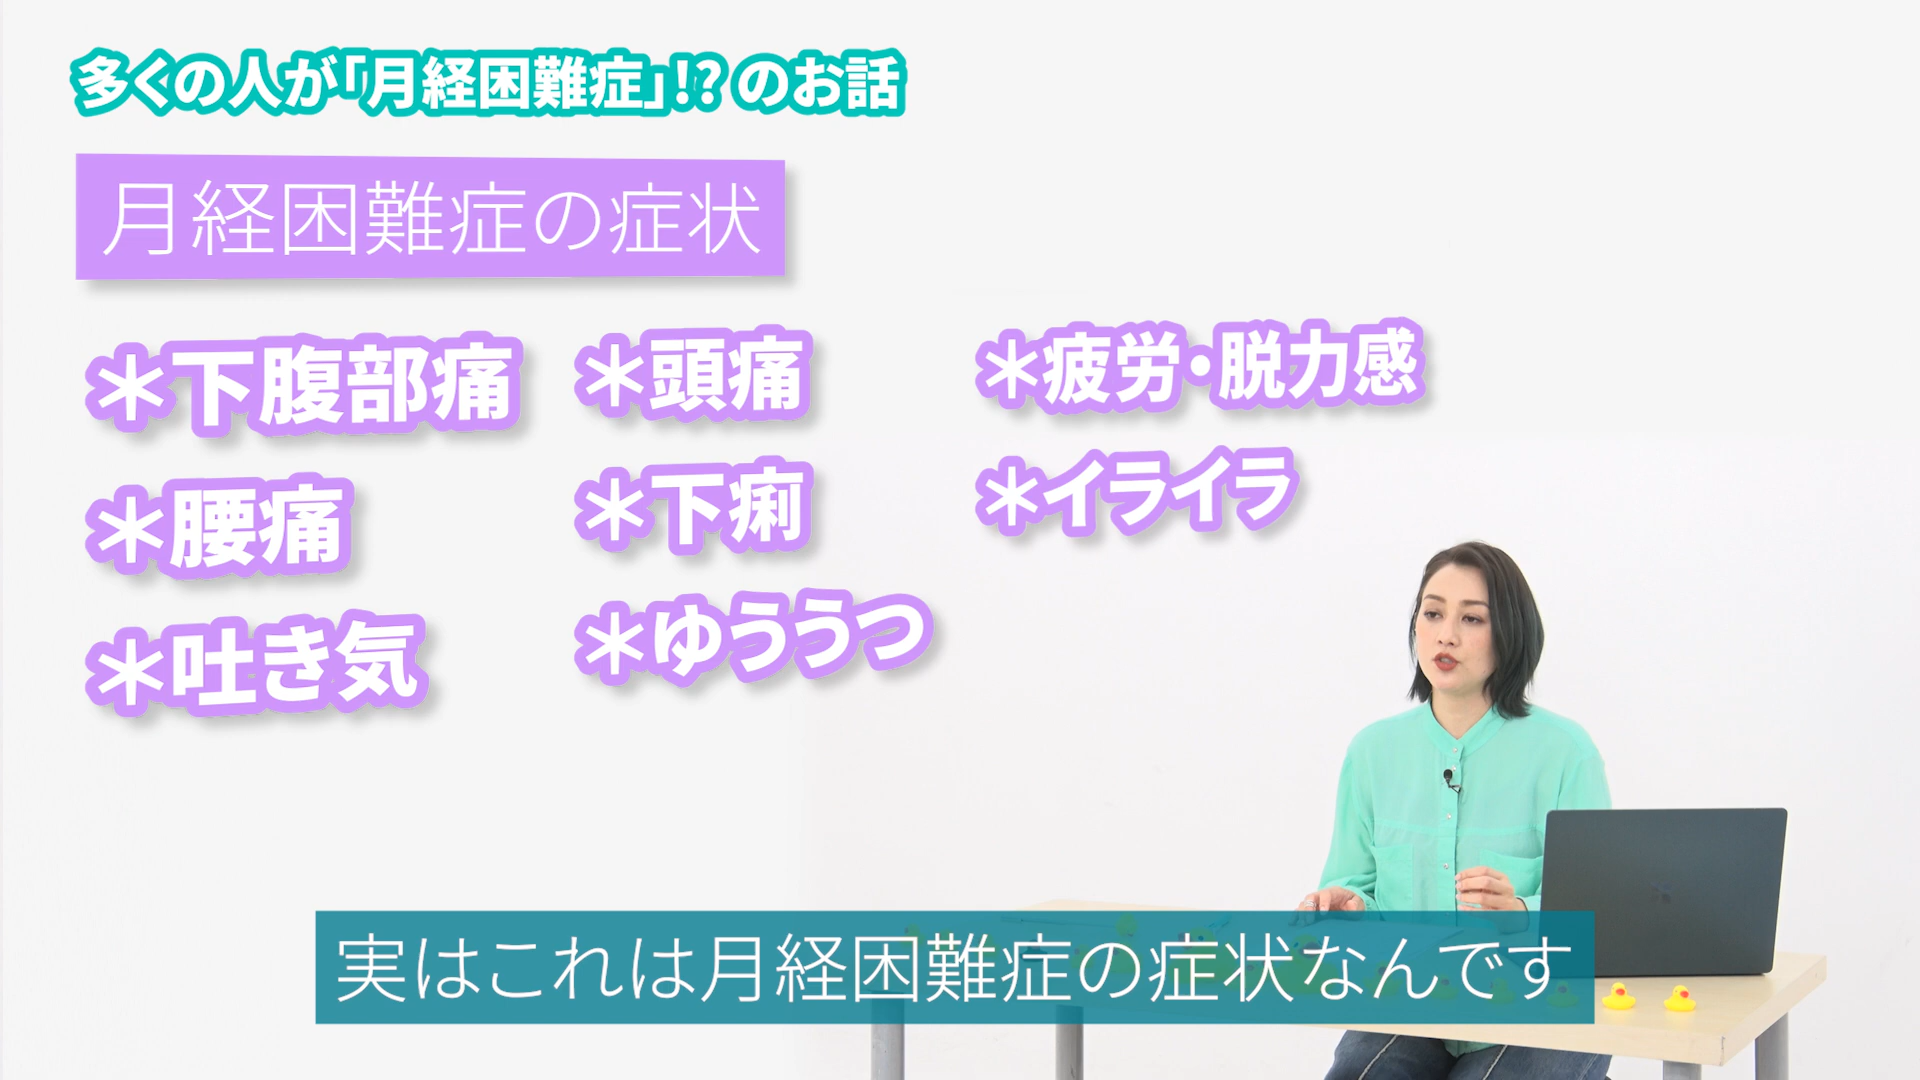 多くの人が「月経困難症」!? のお話
月経困難症の症状
＊下腹部痛
＊腰痛
＊吐き気
＊頭痛
＊下痢
＊ゆううつ
＊疲労・脱力感
＊イライラ
実はこれは月経困難症の症状なんです